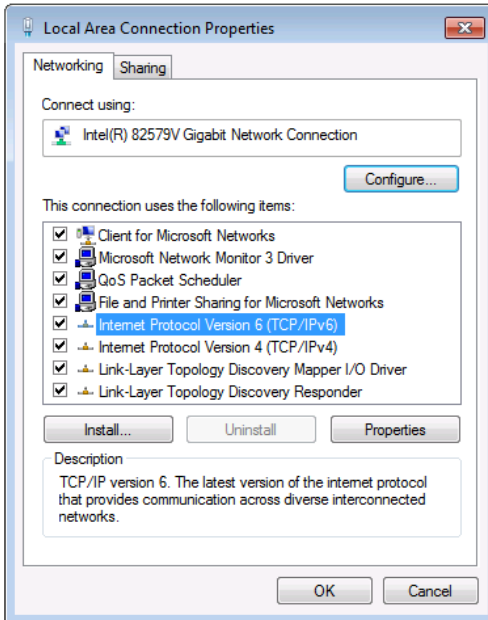 Local Area Connection Properties
Networking Sharing
Connect using:
Intel(R) 82579V Gigabit Network Connection
Configure...
This connection uses the following items:
Client for Microsoft Networks
Microsoft Network Monitor 3 Driver
QoS Packet Scheduler
File and Printer Sharing for Microsoft Networks
Internet Protocol Version 6 (TCP/IPv6)
Internet Protocol Version 4 (TCP/IPv4)
Link-Layer Topology Discovery Mapper I/O Driver
Link-Layer Topology Discovery Responder
Install... Uninstall Properties
Description
TCP/IP version 6. The latest version of the internet protocol
that provides communication across diverse interconnected
networks.
OK Cancel